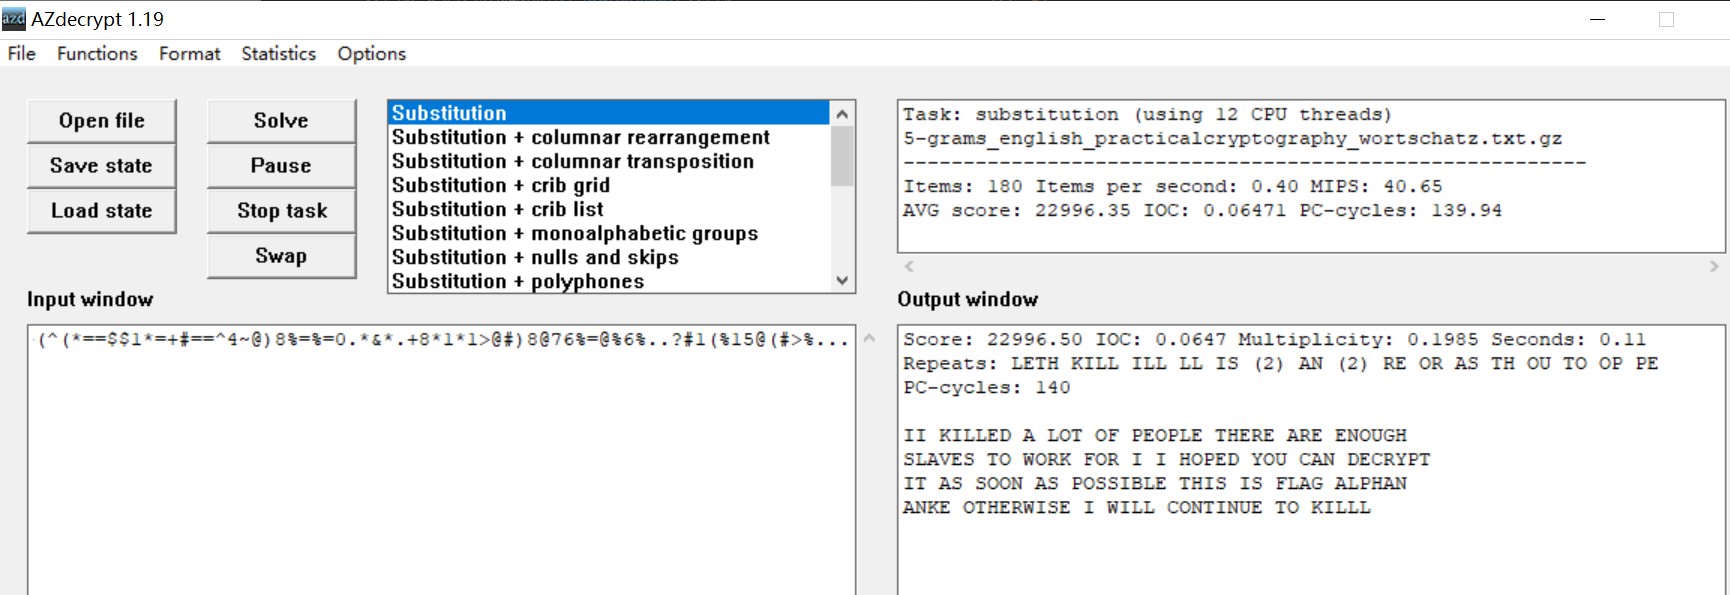 azd AZdecrypt 1.19
File Functions Format Statistics Options
Open file
Save state
Load state
Solve
Pause
Stop task
Swap
Substitution
Substitution + columnar rearrangement
Substitution + columnar transposition
Substitution + crib grid
Substitution + crib list
Substitution + monoalphabetic groups
Substitution + nulls and skips
Substitution + polyphones
Task: substitution (using 12 CPU threads)
5-grams_english_practicalcryptography_wortschatz.txt.gz
---------------------------------------------------------
Items: 180 Items per second: 0.40 MIPS: 40.65
AVG score: 22996.35 IOC: 0.06471 PC-cycles: 139.94
Input window
(^(*==$$1*=+#==^4~@)8%=%=0.*&*.+8*1*1>@#)8@76%=@%6%..?#1(%15@(#>%...
Output window
Score: 22996.50 IOC: 0.0647 Multiplicity: 0.1985 Seconds: 0.11
Repeats: LETH KILL ILL LL IS (2) AN (2) RE OR AS TH OU TO OP PE
PC-cycles: 140
II KILLED A LOT OF PEOPLE THERE ARE ENOUGH
SLAVES TO WORK FOR I I HOPED YOU CAN DECRYPT
IT AS SOON AS POSSIBLE THIS IS FLAG ALPHAN
ANKE OTHERWISE I WILL CONTINUE TO KILLL